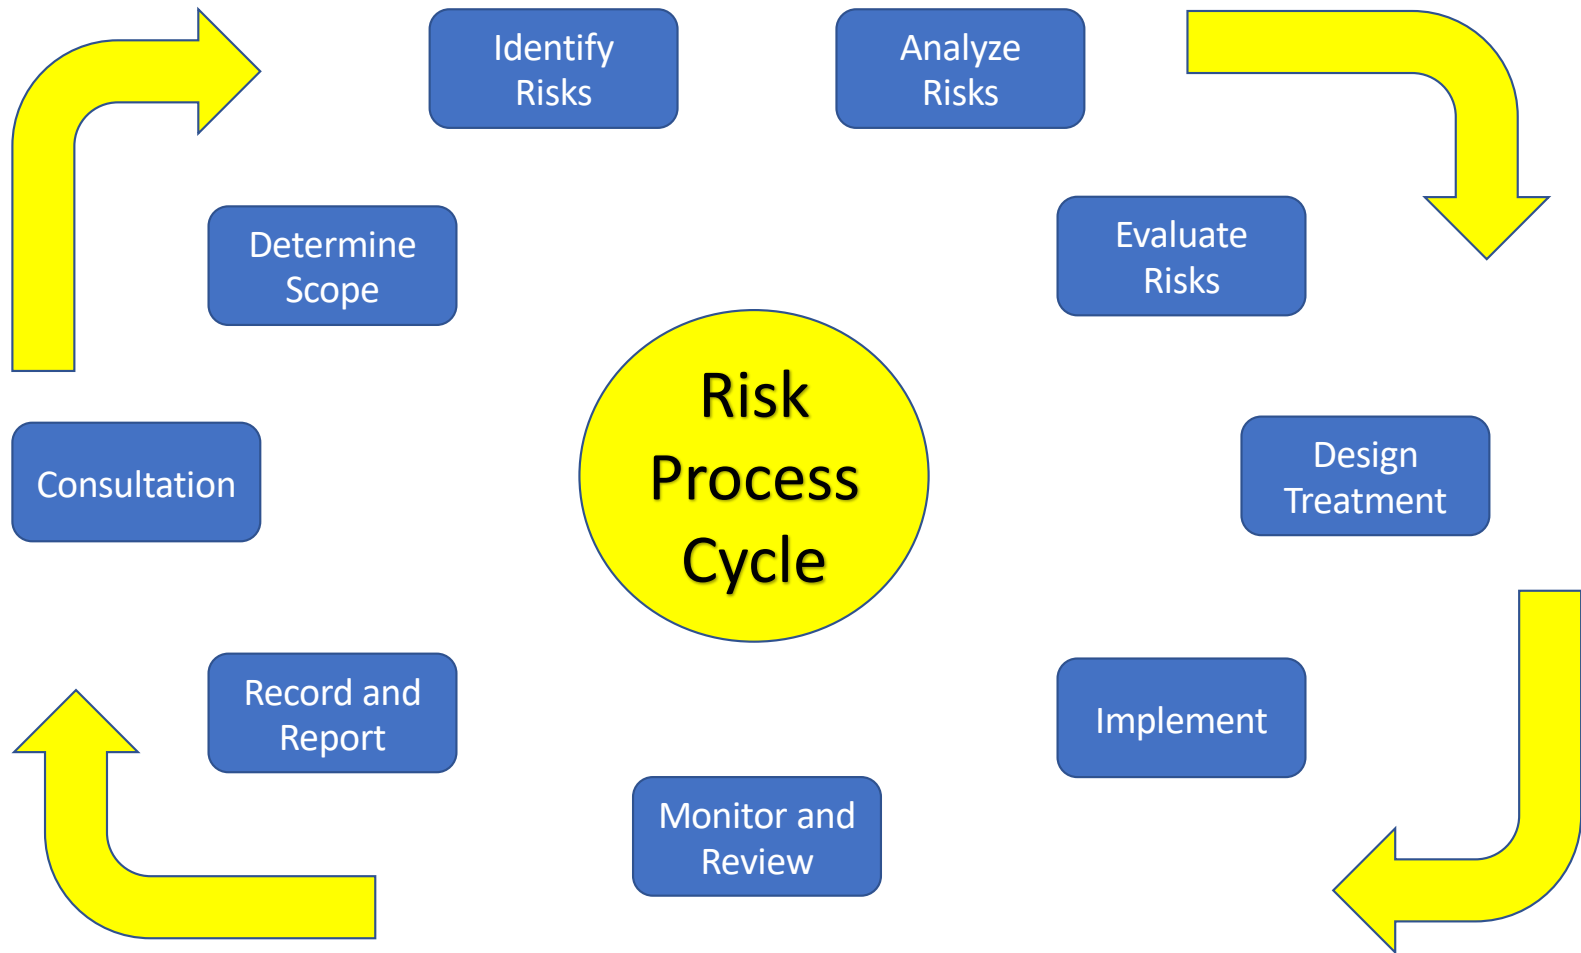 Identify
Risks
Analyze
Risks
Determine
Scope
Evaluate
Risks
Risk
Process
Cycle
Consultation
Design
Treatment
Record and
Report
Implement
Monitor and
Review